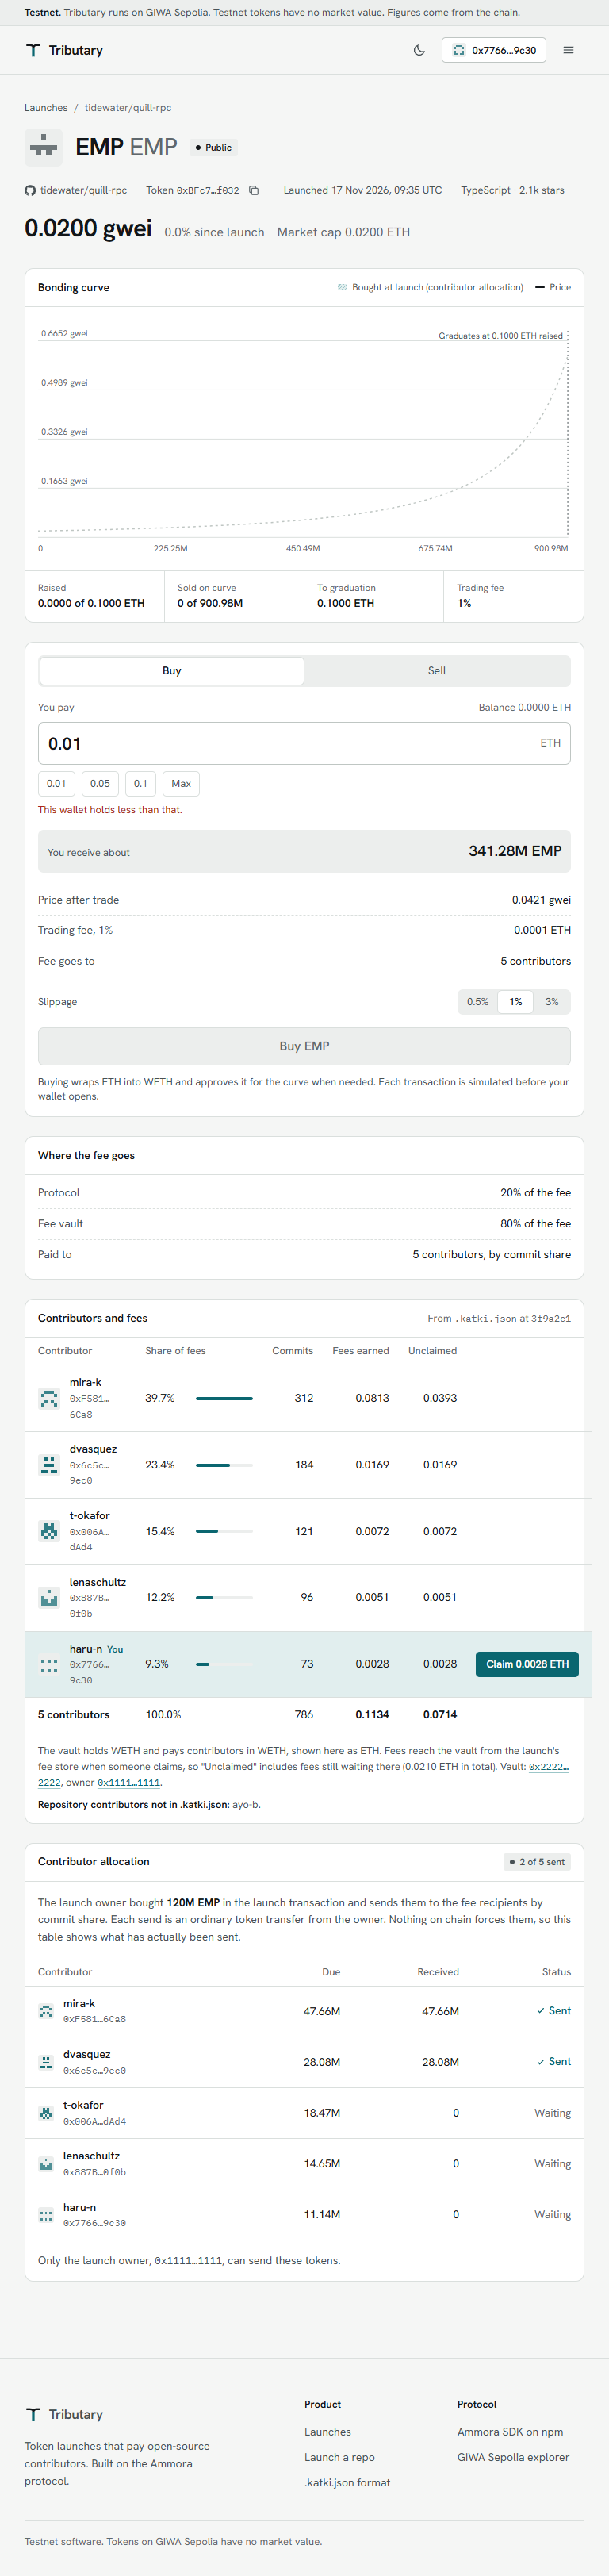 Testnet. Tributary runs on GIWA Sepolia. Testnet tokens have no market value. Figures come from the chain.
Tributary
0x7766…9c30
Launches / tidewater/quill-rpc
EMP EMP
Public
tidewater/quill-rpc Token 0xBFc7…f032 Launched 17 Nov 2026, 09:35 UTC TypeScript · 2.1k stars
0.0200 gwei 0.0% since launch Market cap 0.0200 ETH
Bonding curve
Bought at launch (contributor allocation) Price
0.6652 gwei
Graduates at 0.1000 ETH raised
0.4989 gwei
0.3326 gwei
0.1663 gwei
0 225.25M 450.49M 675.74M 900.98M
Raised
0.0000 of 0.1000 ETH
Sold on curve
0 of 900.98M
To graduation
0.1000 ETH
Trading fee
1%
Buy Sell
You pay Balance 0.0000 ETH
0.01 ETH
0.01 0.05 0.1 Max
This wallet holds less than that.
You receive about 341.28M EMP
Price after trade 0.0421 gwei
Trading fee, 1% 0.0001 ETH
Fee goes to 5 contributors
Slippage 0.5% 1% 3%
Buy EMP
Buying wraps ETH into WETH and approves it for the curve when needed. Each transaction is simulated before your
wallet opens.
Where the fee goes
Protocol 20% of the fee
Fee vault 80% of the fee
Paid to 5 contributors, by commit share
Contributors and fees From .katki.json at 3f9a2c1
Contributor Share of fees Commits Fees earned Unclaimed
mira-k
0xF581…
6Ca8
39.7% 312 0.0813 0.0393
dvasquez
0x6c5c…
9ec0
23.4% 184 0.0169 0.0169
t-okafor
0x006A…
dAd4
15.4% 121 0.0072 0.0072
lenaschultz
0x887B…
0f0b
12.2% 96 0.0051 0.0051
haru-n You
0x7766…
9c30
9.3% 73 0.0028 0.0028 Claim 0.0028 ETH
5 contributors 100.0% 786 0.1134 0.0714
The vault holds WETH and pays contributors in WETH, shown here as ETH. Fees reach the vault from the launch's
fee store when someone claims, so "Unclaimed" includes fees still waiting there (0.0210 ETH in total). Vault: 0x2222…
2222, owner 0x1111…1111.
Repository contributors not in .katki.json: ayo-b.
Contributor allocation 2 of 5 sent
The launch owner bought 120M EMP in the launch transaction and sends them to the fee recipients by
commit share. Each send is an ordinary token transfer from the owner. Nothing on chain forces them, so this
table shows what has actually been sent.
Contributor Due Received Status
mira-k
0xF581…6Ca8
47.66M 47.66M Sent
dvasquez
0x6c5c…9ec0
28.08M 28.08M Sent
t-okafor
0x006A…dAd4
18.47M 0 Waiting
lenaschultz
0x887B…0f0b
14.65M 0 Waiting
haru-n
0x7766…9c30
11.14M 0 Waiting
Only the launch owner, 0x1111…1111, can send these tokens.
Tributary
Token launches that pay open-source
contributors. Built on the Ammora
protocol.
Product
Launches
Launch a repo
.katki.json format
Protocol
Ammora SDK on npm
GIWA Sepolia explorer
Testnet software. Tokens on GIWA Sepolia have no market value.